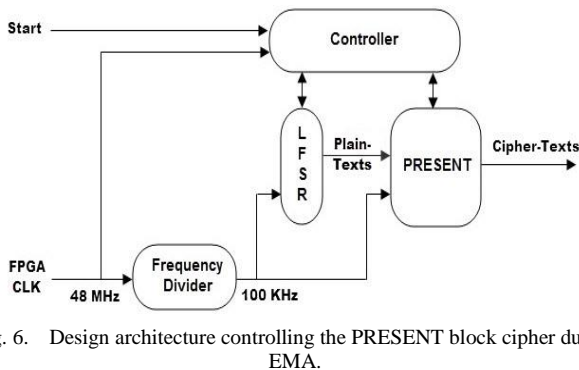 Start
Controller
L
F
S
R
Plain-
Texts
PRESENT
Cipher-Texts
FPGA
CLK
48 MHz
Frequency
Divider
100 KHz
g. 6. Design architecture controlling the PRESENT block cipher du
EMA.